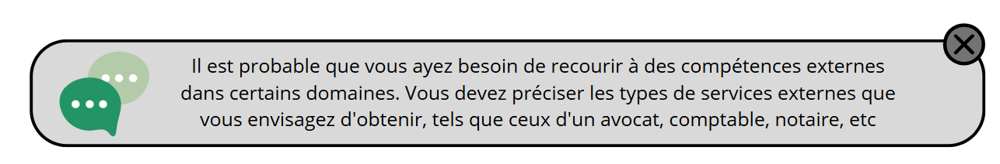 Il est probable que vous ayez besoin de recourir à des compétences externes
dans certains domaines. Vous devez préciser les types de services externes que
vous envisagez d'obtenir, tels que ceux d'un avocat, comptable, notaire, etc